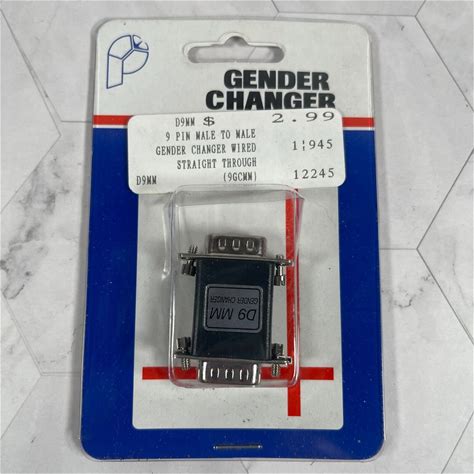 GENDER
CHANGER
D9MM $ 2.99
9 PIN MALE TO MALE
GENDER CHANGER WIRED 1¦945
STRAIGHT THROUGH
D9MM (9GCMM) 12245
D9 MM
GENDER CHANGER